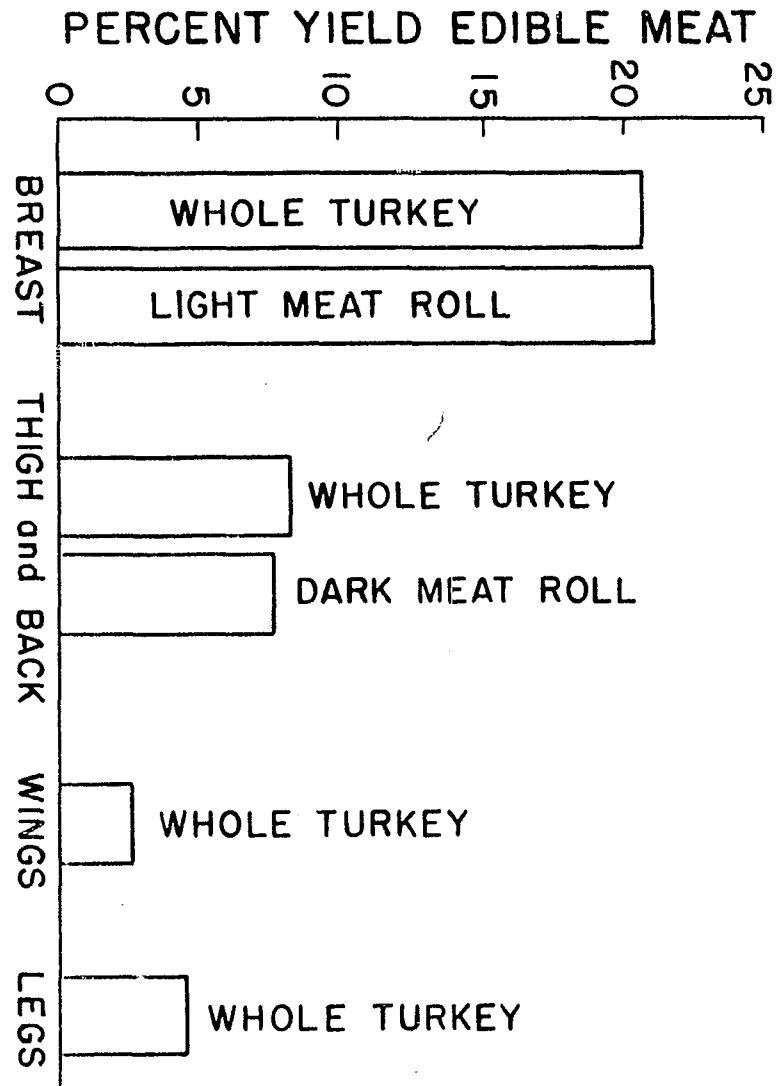 PERCENT YIELD EDIBLE MEAT
0 5 10 15 20 25
BREAST
WHOLE TURKEY
LIGHT MEAT ROLL
THIGH and BACK
WHOLE TURKEY
DARK MEAT ROLL
WINGS
WHOLE TURKEY
LEGS
WHOLE TURKEY